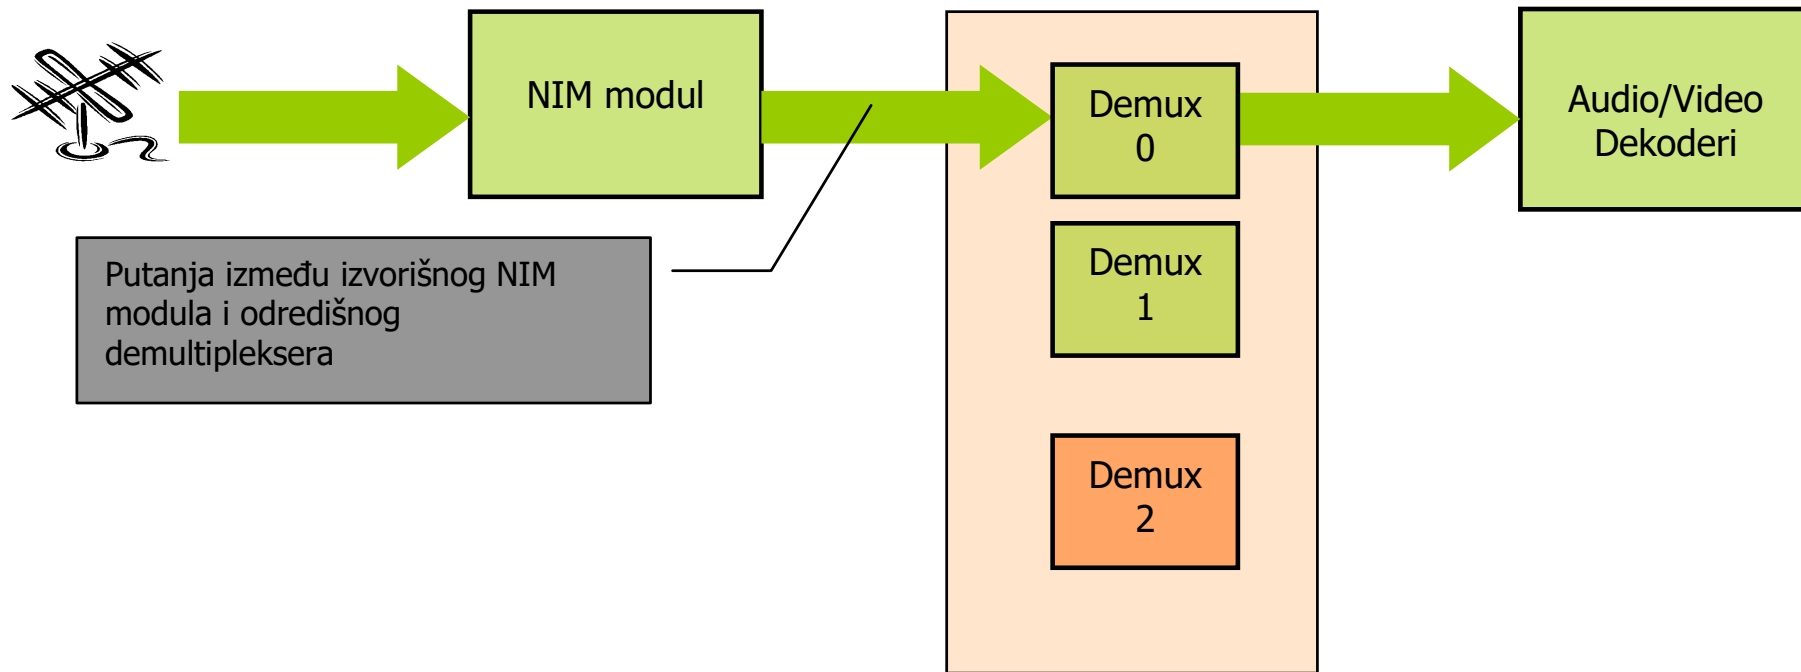 NIM modul
Demux
0
Audio/Video
Dekoderi
Putanja između izvorišnog NIM
modula i odredišnog
demultipleksera
Demux
1
Demux
2